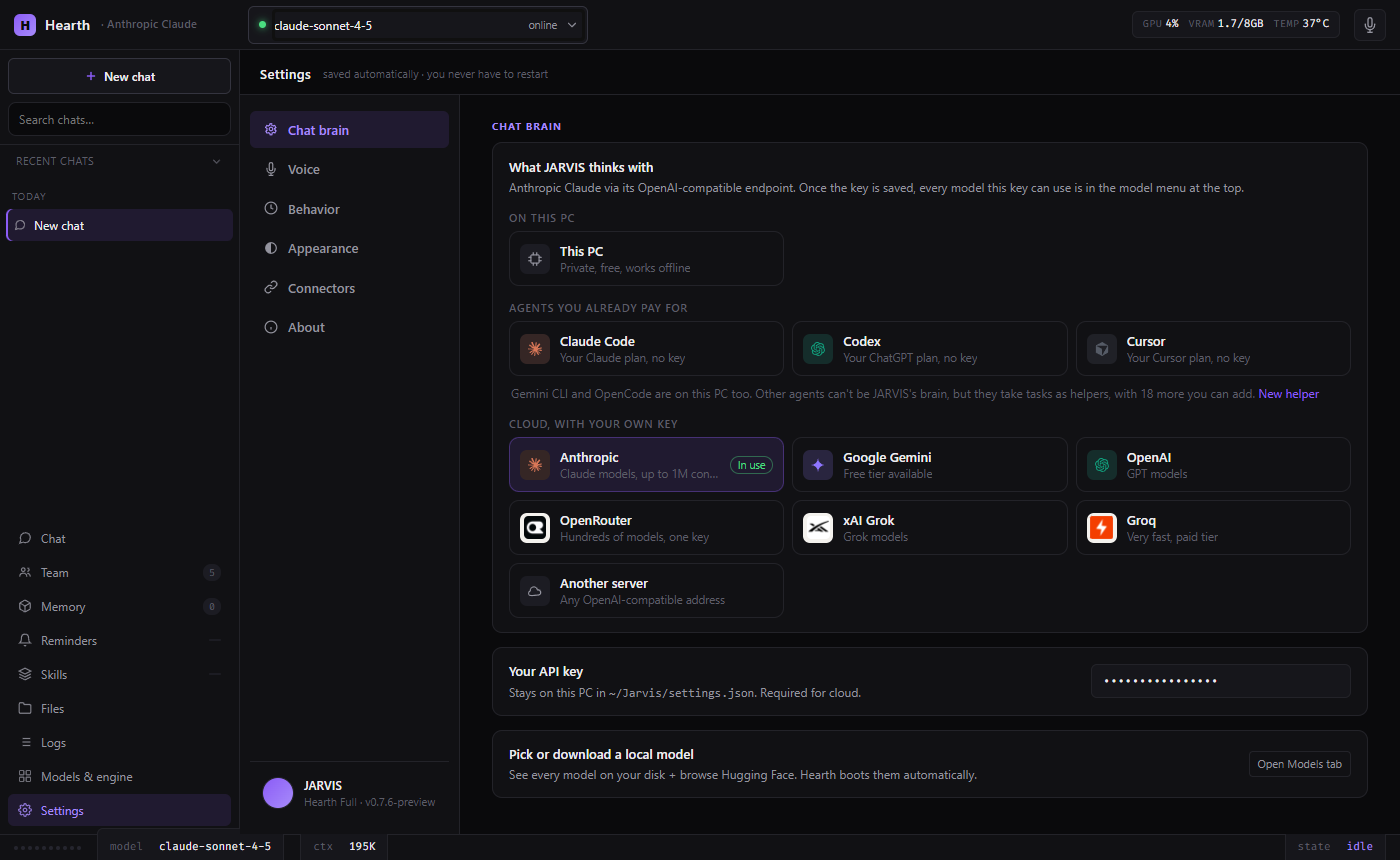 H Hearth · Anthropic Claude
claude-sonnet-4-5 online
GPU 4% VRAM 1.7/8GB TEMP 37°C
+ New chat
Search chats...
RECENT CHATS
TODAY
New chat
Chat
Team 5
Memory 0
Reminders —
Skills —
Files
Logs
Models & engine
Settings
Settings saved automatically · you never have to restart
Chat brain
Voice
Behavior
Appearance
Connectors
About
JARVIS
Hearth Full · v0.7.6-preview
CHAT BRAIN
What JARVIS thinks with
Anthropic Claude via its OpenAI-compatible endpoint. Once the key is saved, every model this key can use is in the model menu at the top.
ON THIS PC
This PC
Private, free, works offline
AGENTS YOU ALREADY PAY FOR
Claude Code
Your Claude plan, no key
Codex
Your ChatGPT plan, no key
Cursor
Your Cursor plan, no key
Gemini CLI and OpenCode are on this PC too. Other agents can't be JARVIS's brain, but they take tasks as helpers, with 18 more you can add. New helper
CLOUD, WITH YOUR OWN KEY
Anthropic
Claude models, up to 1M con...
In use
Google Gemini
Free tier available
OpenAI
GPT models
OpenRouter
Hundreds of models, one key
xAI Grok
Grok models
Groq
Very fast, paid tier
Another server
Any OpenAI-compatible address
Your API key
Stays on this PC in ~/Jarvis/settings.json. Required for cloud.
••••••••••••••••
Pick or download a local model
See every model on your disk + browse Hugging Face. Hearth boots them automatically.
Open Models tab
model claude-sonnet-4-5
ctx 195K
state idle